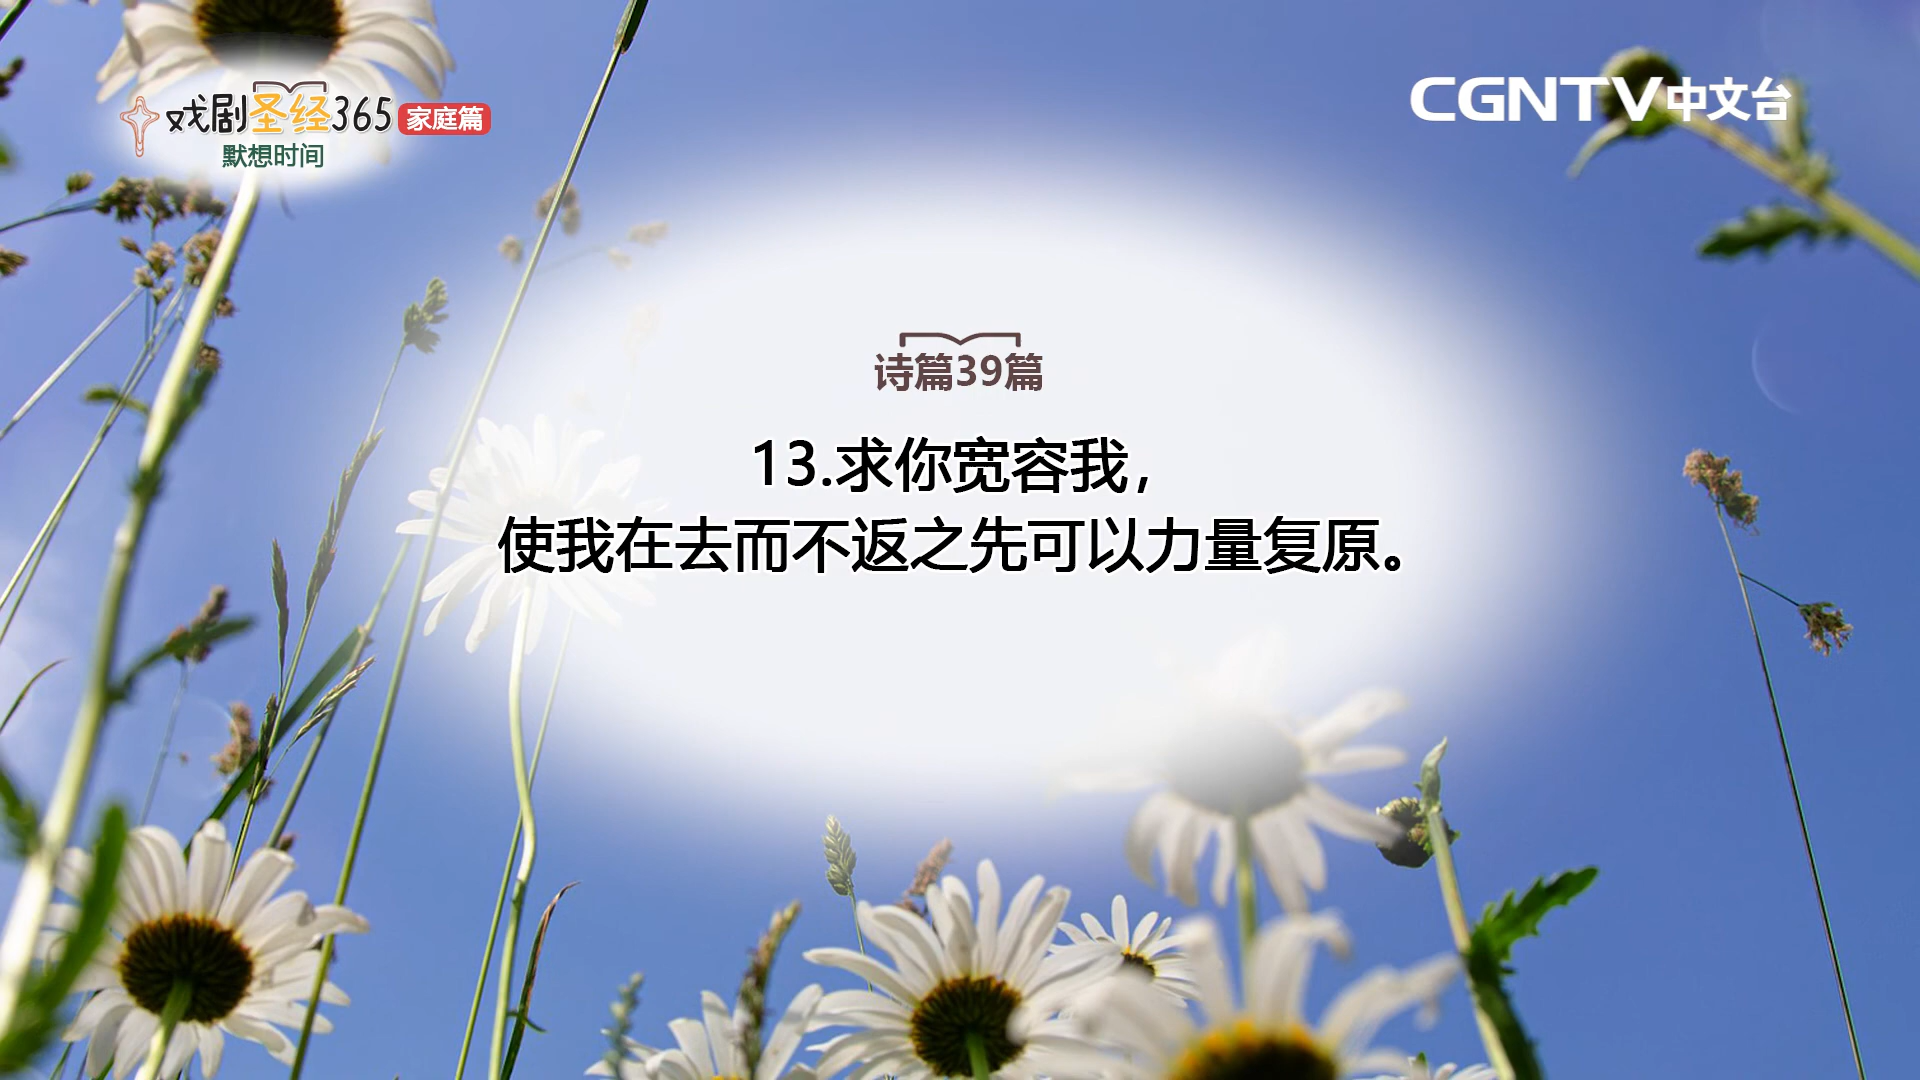 戏剧圣经365 家庭篇
默想时间
CGNTV中文台
诗篇39篇
13.求你宽容我，
使我在去而不返之先可以力量复原。